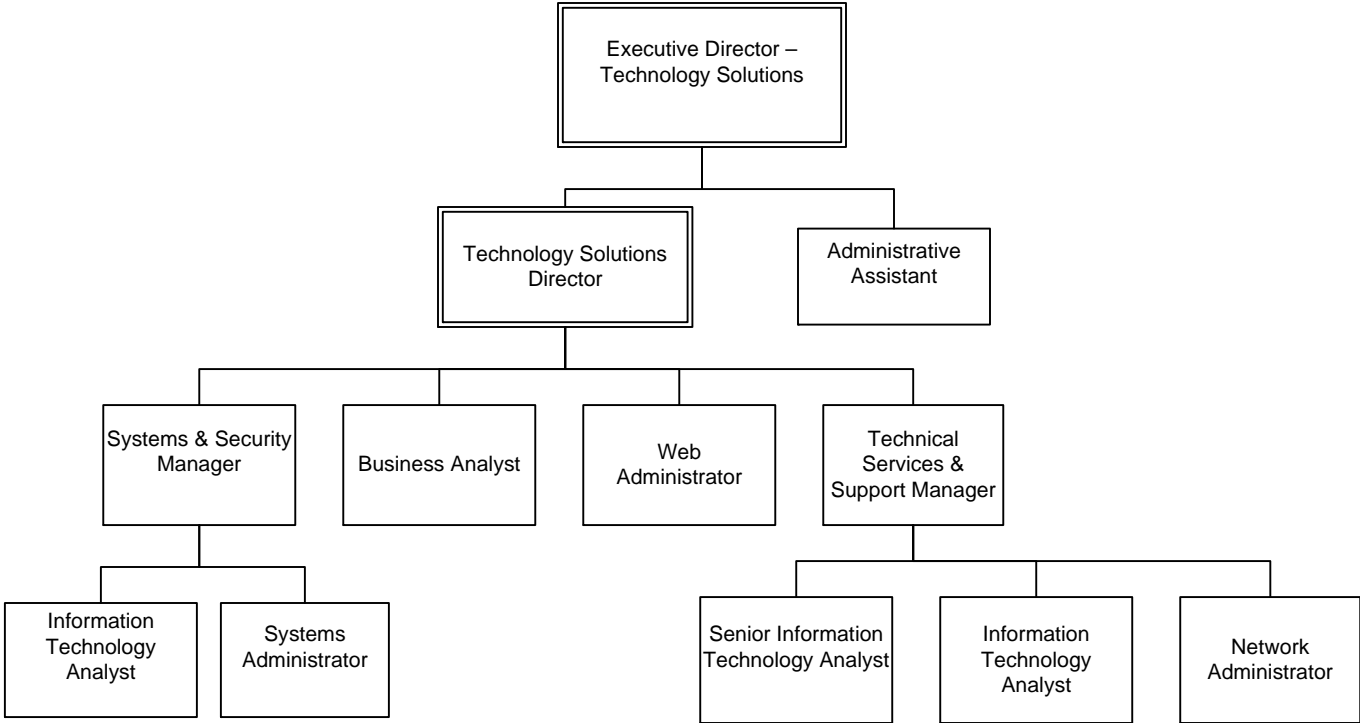 Executive Director –
Technology Solutions
Technology Solutions
Director
Administrative
Assistant
Systems & Security
Manager
Business Analyst
Web
Administrator
Technical
Services &
Support Manager
Information
Technology
Analyst
Systems
Administrator
Senior Information
Technology Analyst
Information
Technology
Analyst
Network
Administrator